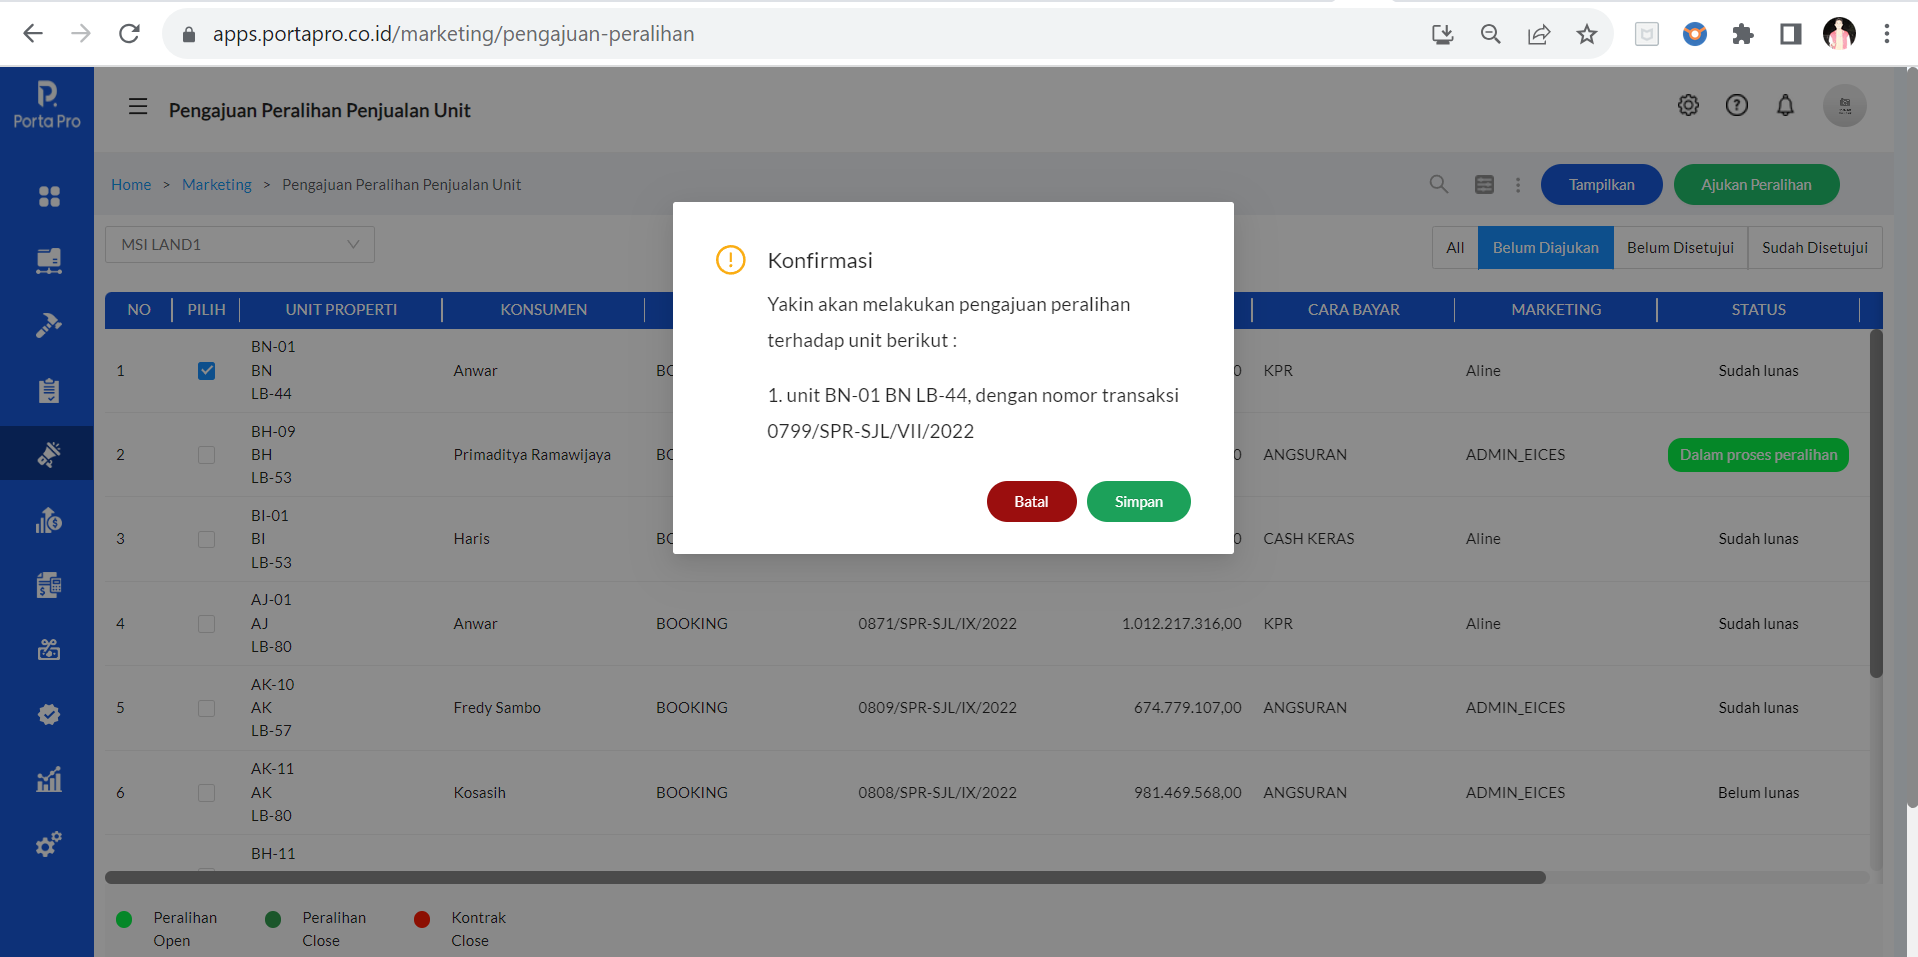 apps.portapro.co.id/marketing/pengajuan-peralihan
Porta Pro
Pengajuan Peralihan Penjualan Unit
Home > Marketing > Pengajuan Peralihan Penjualan Unit
Tampilkan
Ajukan Peralihan
MSI LAND1
All
Belum Diajukan
Belum Disetujui
Sudah Disetujui
Konfirmasi
Yakin akan melakukan pengajuan peralihan
terhadap unit berikut :
1. unit BN-01 BN LB-44, dengan nomor transaksi
0799/SPR-SJL/VII/2022
Batal
Simpan
NO PILIH UNIT PROPERTI KONSUMEN CARA BAYAR MARKETING STATUS
BN-01
1 BN Anwar BO 0 KPR Aline Sudah lunas
LB-44
BH-09
2 BH Primaditya Ramawijaya BO 0 ANGSURAN ADMIN_EICES Dalam proses peralihan
LB-53
BI-01
3 BI Haris BO 0 CASH KERAS Aline Sudah lunas
LB-53
AJ-01
4 AJ Anwar BOOKING 0871/SPR-SJL/IX/2022 1.012.217.316,00 KPR Aline Sudah lunas
LB-80
AK-10
5 AK Fredy Sambo BOOKING 0809/SPR-SJL/IX/2022 674.779.107,00 ANGSURAN ADMIN_EICES Sudah lunas
LB-57
AK-11
6 AK Kosasih BOOKING 0808/SPR-SJL/IX/2022 981.469.568,00 ANGSURAN ADMIN_EICES Belum lunas
LB-80
BH-11
Peralihan Open
Peralihan Close
Kontrak Close